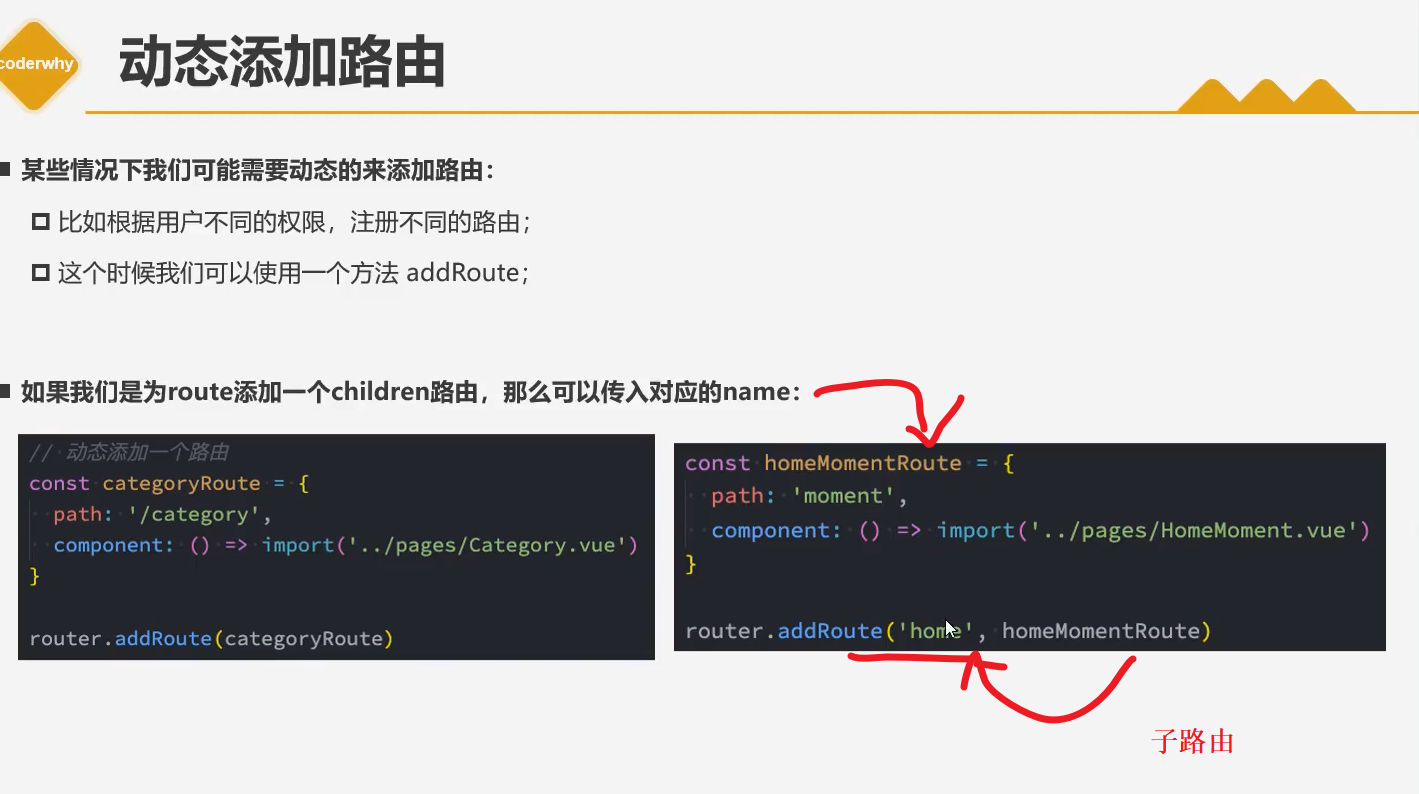 coderwhy
动态添加路由
某些情况下我们可能需要动态的来添加路由：
比如根据用户不同的权限，注册不同的路由；
这个时候我们可以使用一个方法 addRoute；
如果我们是为route添加一个children路由，那么可以传入对应的name：
// 动态添加一个路由
const categoryRoute = {
path: '/category',
component: () => import('../pages/Category.vue')
}
router.addRoute(categoryRoute)
const homeMomentRoute = {
path: 'moment',
component: () => import('../pages/HomeMoment.vue')
}
router.addRoute('home', homeMomentRoute)
子路由